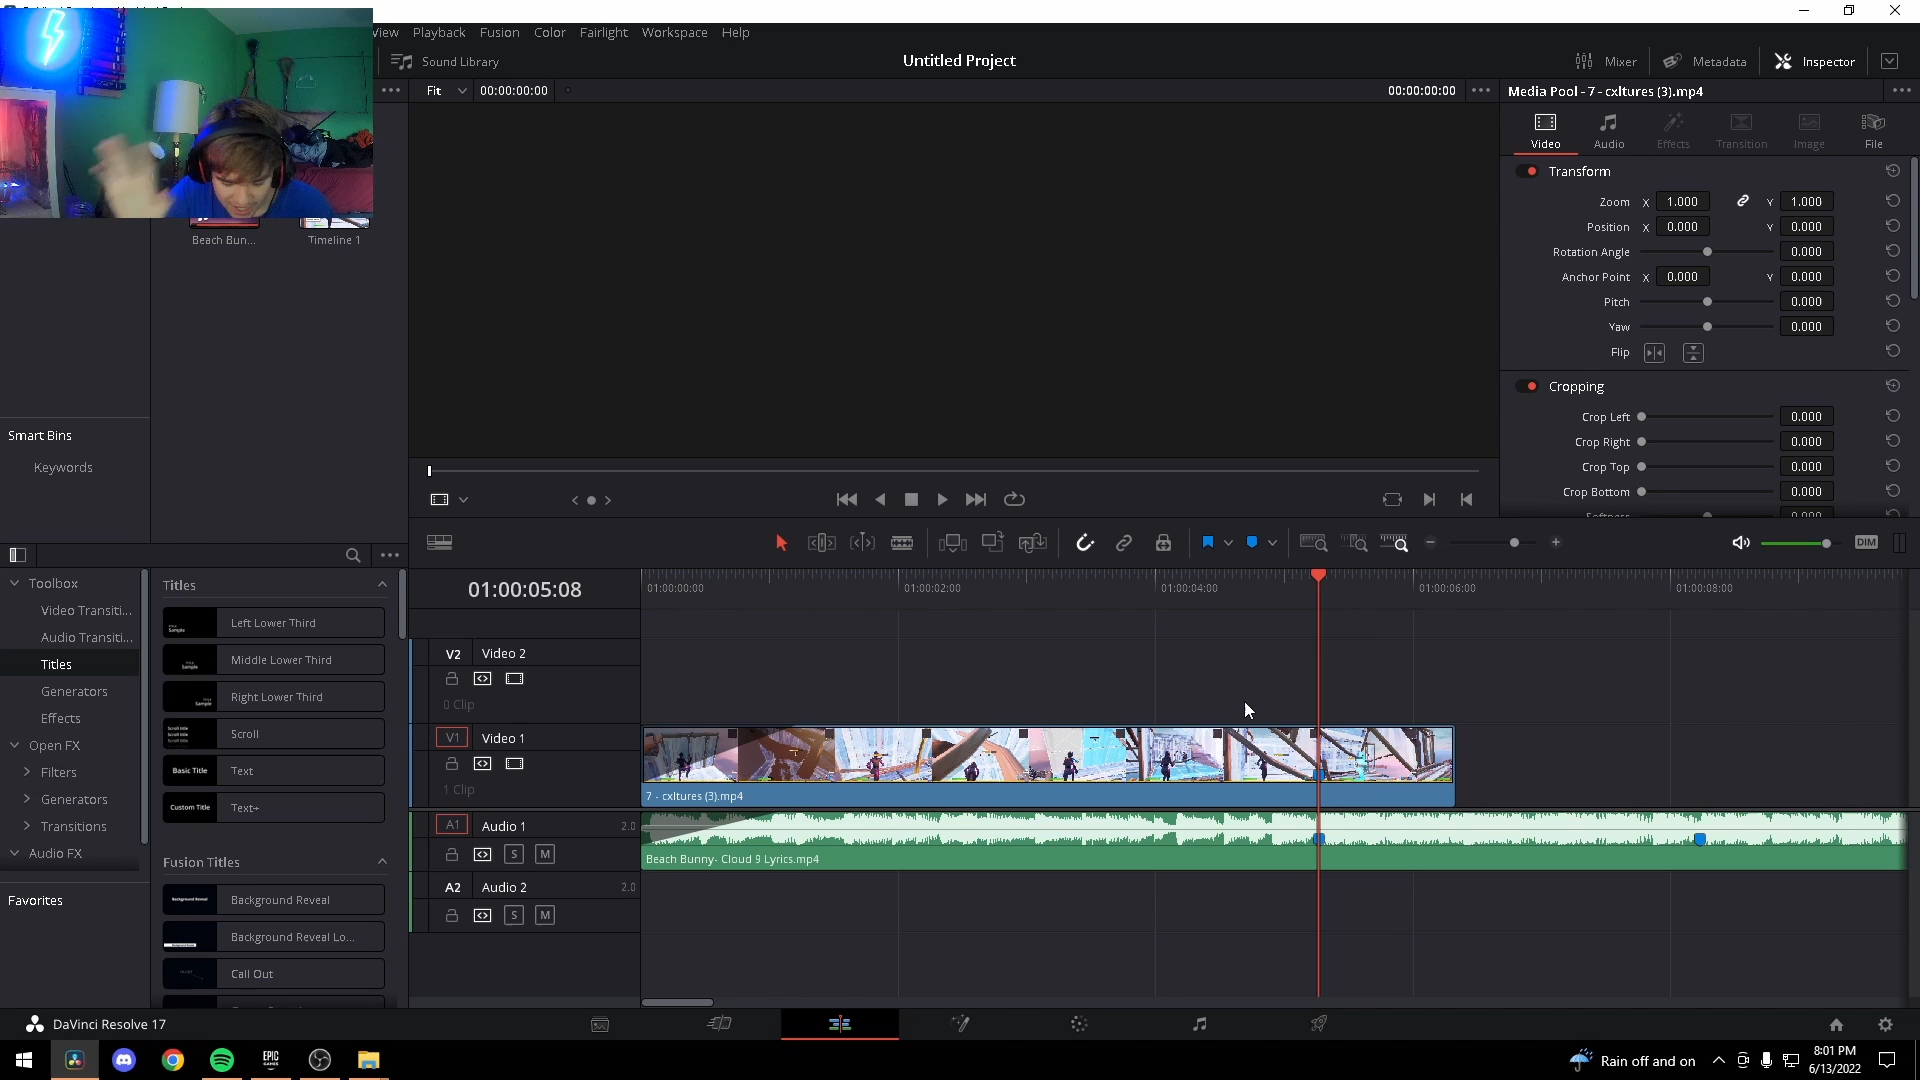 View Playback Fusion Color Fairlight Workspace Help
Sound Library
Untitled Project
Mixer
Metadata
Inspector
Fit
00:00:00:00
00:00:00:00
Media Pool - 7 - cxltures (3).mp4
Video
Audio
Effects
Transition
Image
File
Transform
Zoom X 1.000 Y 1.000
Position X 0.000 Y 0.000
Rotation Angle 0.000
Anchor Point X 0.000 Y 0.000
Pitch 0.000
Yaw 0.000
Flip
Cropping
Crop Left 0.000
Crop Right 0.000
Crop Top 0.000
Crop Bottom 0.000
Beach Bun...
Timeline 1
Smart Bins
Keywords
Toolbox
Video Transiti...
Audio Transiti...
Titles
Generators
Effects
Open FX
Filters
Generators
Transitions
Audio FX
Favorites
Titles
Left Lower Third
Middle Lower Third
Right Lower Third
Scroll
Basic Title Text
Custom Title Text+
Fusion Titles
Background Reveal Background Reveal
Background Reveal Lo...
Call Out
DIM
01:00:05:08
01:00:00:00
01:00:02:00
01:00:04:00
01:00:06:00
01:00:08:00
V2 Video 2
0 Clip
V1 Video 1
1 Clip
7 - cxltures (3).mp4
A1 Audio 1 2.0
S M
Beach Bunny- Cloud 9 Lyrics.mp4
A2 Audio 2 2.0
S M
DaVinci Resolve 17
EPIC
GAMES
Rain off and on
8:01 PM
6/13/2022